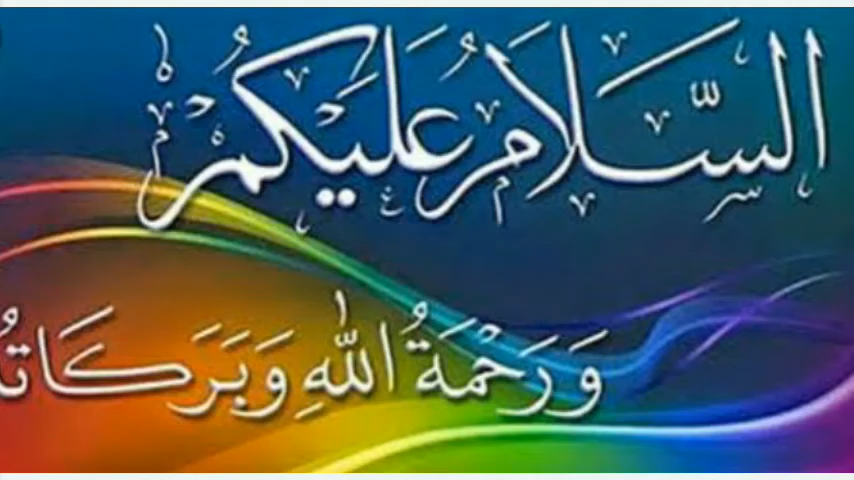 السَّلَامُ عَلَيْكُمْ
وَرَحْمَةُ اللهِ وَبَرَكَاتُ